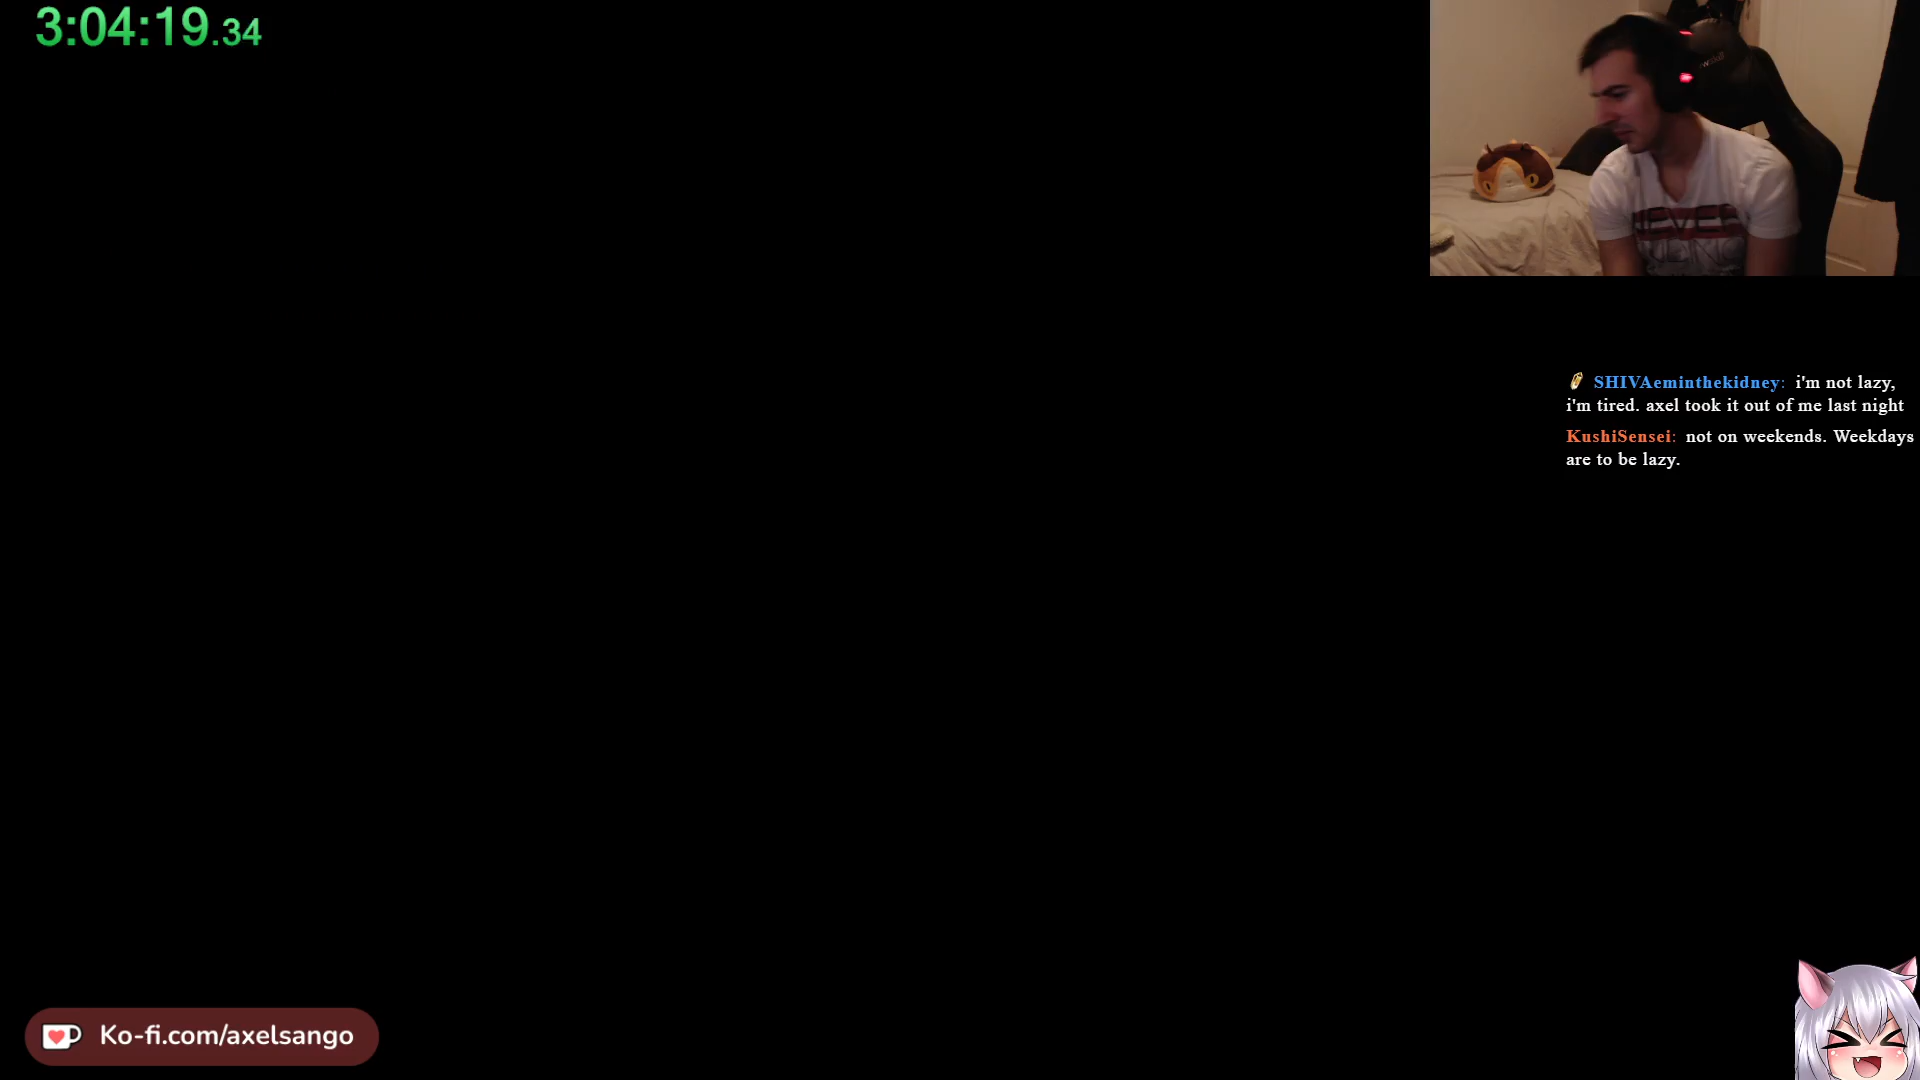 3:04:19.34
SHIVAeminthekidney: i'm not lazy,
i'm tired. axel took it out of me last night
KushiSensei: not on weekends. Weekdays
are to be lazy.
Ko-fi.com/axelsango